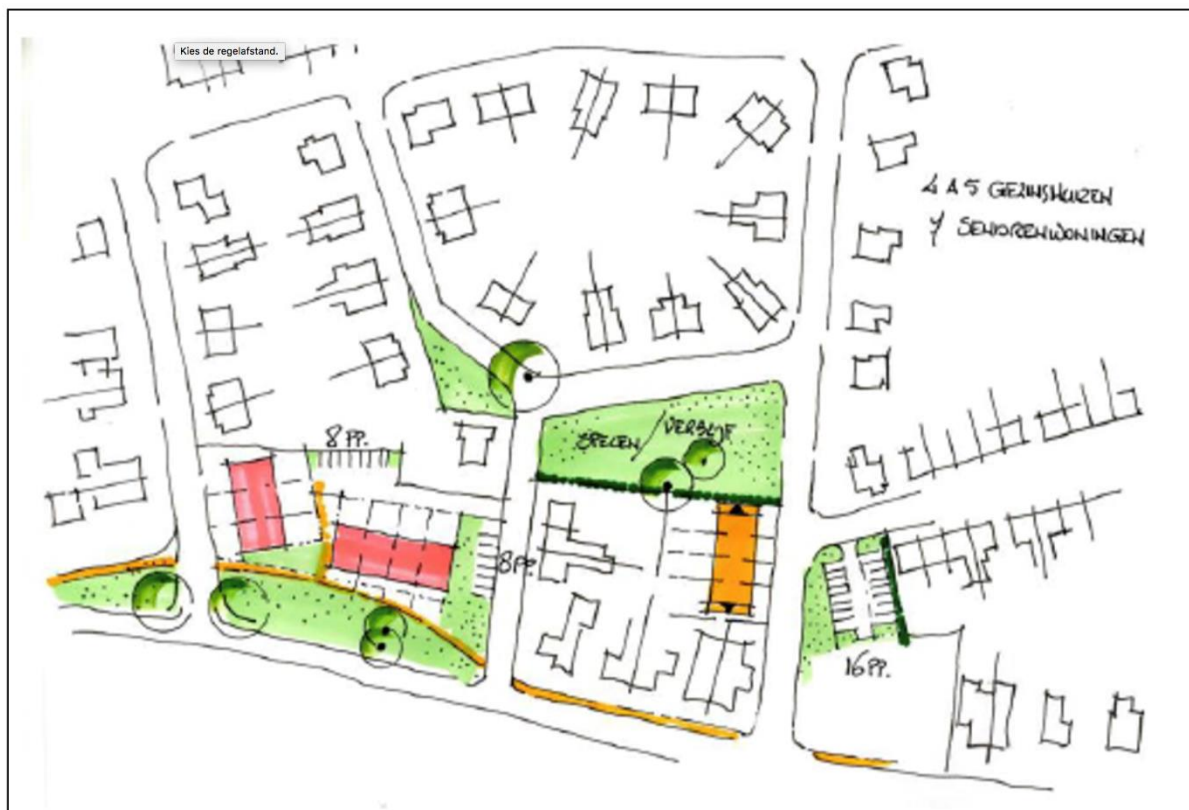 Kies de regelafstand.
4 A 5 GEZINSHUIZEN
7 SENIORENWONINGEN
8 PP.
SPELEN / VERBLIJF
8 PP.
16 PP.